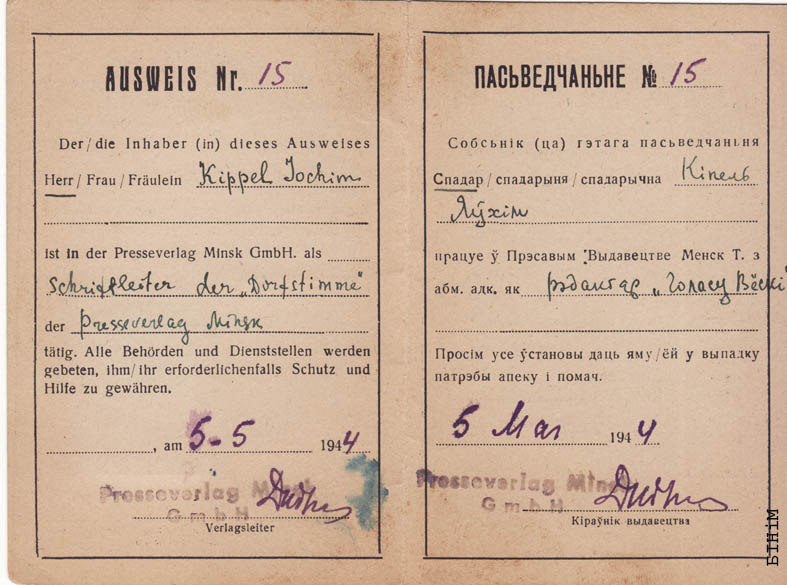 AUSWEIS Nr. 15
Der/die Inhaber (in) dieses Ausweises
Herr/Frau/Fräulein Kippel Jochim
ist in der Presseverlag Minsk GmbH. als
Schriftleiter der „Dorfstimme”
der Presseverlag Minsk
tätig. Alle Behörden und Dienststellen werden
gebeten, ihm/ihr erforderlichenfalls Schutz und
Hilfe zu gewähren.
, am 5-5 1944
Presseverlag Minsk
GmbH
Verlagsleiter
ПАСЬВЕДЧАНЬНЕ № 15
Собсьнік (ца) гэтага пасьведчаньня
Спадар/спадарыня/спадарычна Кіпель
Яўхім
працуе ў Прэсавым Выдавецтве Менск Т. з
абм. адк. як рэдактар „Голасу Вёскі
Просім усе ўстановы даць яму/ёй у выпадку
патрэбы апеку і помач.
5 Mai 1944
Presseverlag Minsk
GmbH
Кіраўнік выдавецтва
БІНіМ